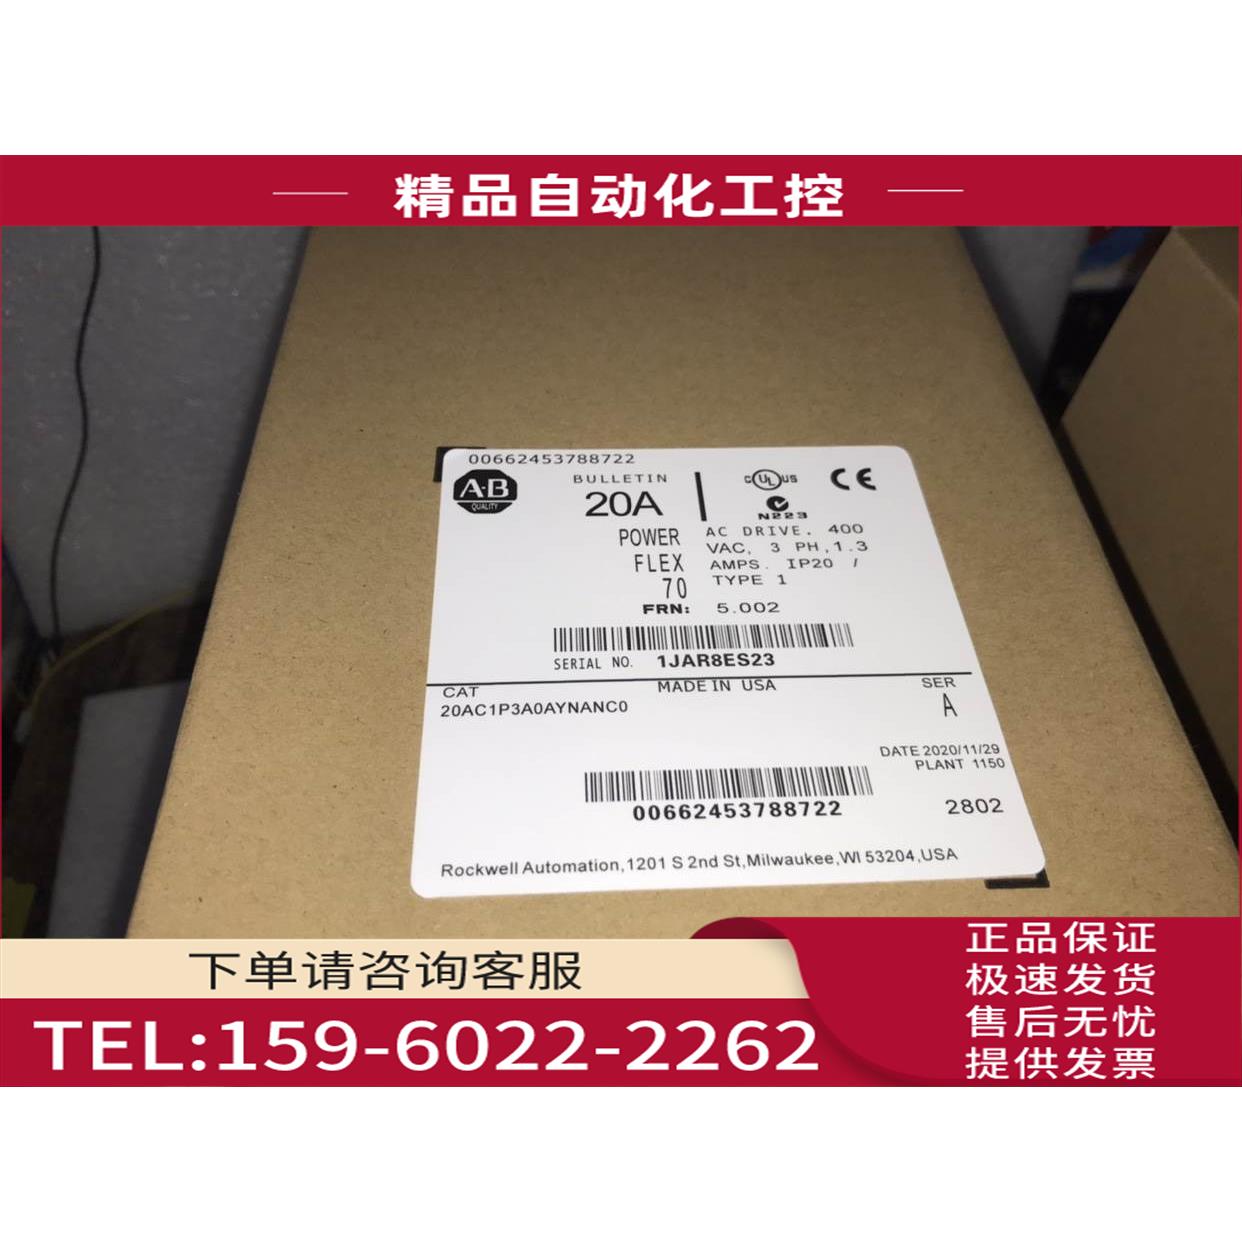 精品自动化工控
00662453788722
A-B
QUALITY
BULLETIN
20A
C UL US
CE
N223
POWER
FLEX
70
AC DRIVE, 400
VAC, 3 PH, 1.3
AMPS. IP20 /
TYPE 1
FRN: 5.002
SERIAL NO. 1JAR8ES23
MADE IN USA
CAT
20AC1P3A0AYNANC0
SER
A
DATE 2020/11/29
PLANT 1150
00662453788722
2802
Rockwell Automation,1201 S 2nd St,Milwaukee,WI 53204,USA
下单请咨询客服
TEL:159-6022-2262
正品保证
极速发货
售后无忧
提供发票